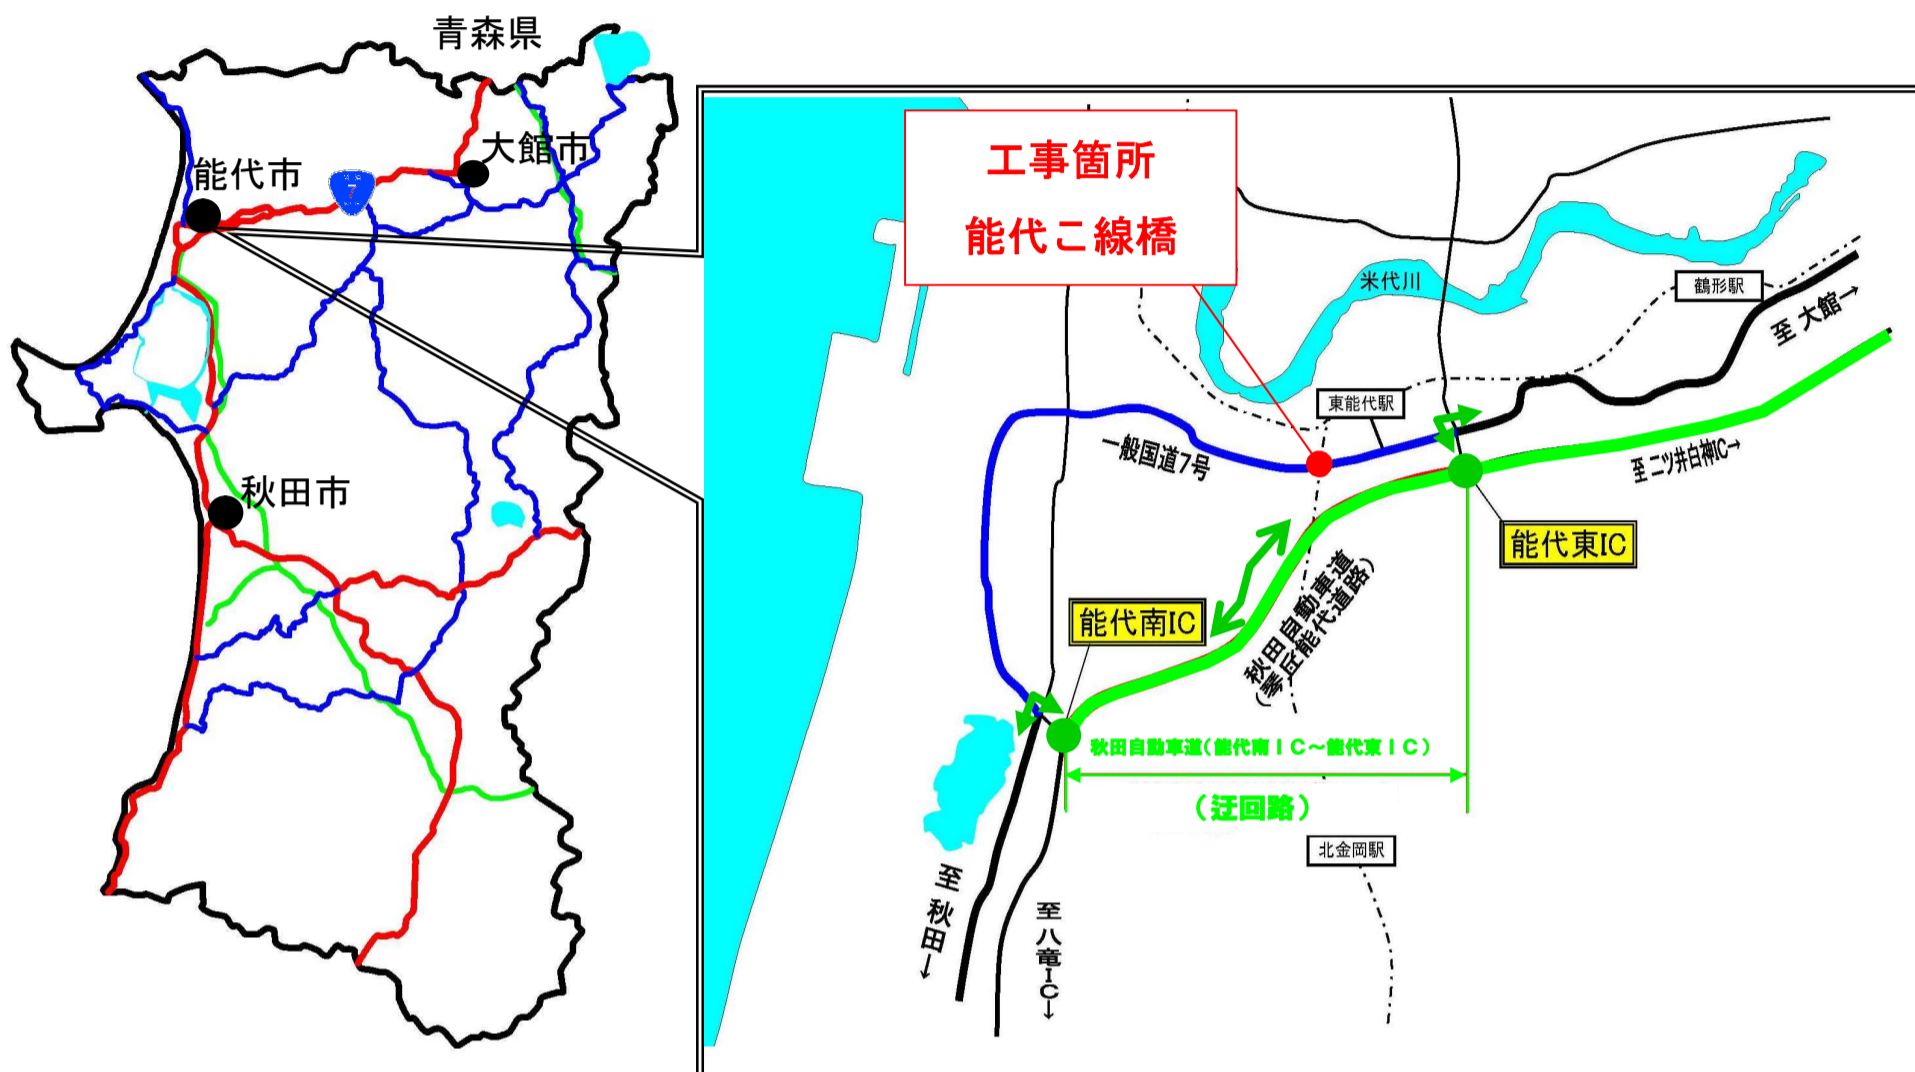 青森県
大館市
能代市
7
秋田市
工事箇所
能代こ線橋
米代川
鶴形駅
至 大館→
東能代駅
一般国道7号
至 二ツ井白神IC→
能代東IC
秋田自動車道
(琴丘能代道路)
能代南IC
秋田自動車道(能代南IC～能代東IC)
(迂回路)
北金岡駅
至 秋田→
至 八竜IC→